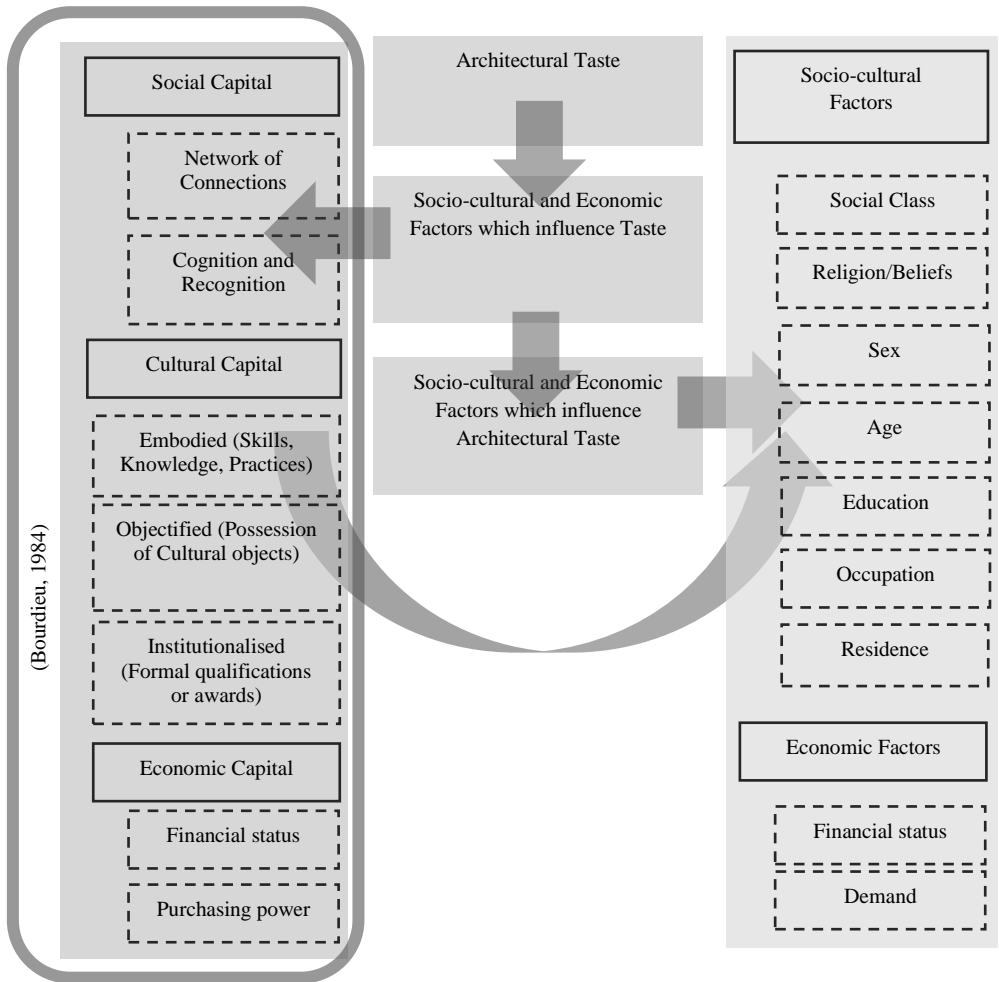 (Bourdieu, 1984)
Social Capital
Network of
Connections
Cognition and
Recognition
Cultural Capital
Embodied (Skills,
Knowledge, Practices)
Objectified (Possession
of Cultural objects)
Institutionalised
(Formal qualifications
or awards)
Economic Capital
Financial status
Purchasing power
Architectural Taste
Socio-cultural and Economic
Factors which influence Taste
Socio-cultural and Economic
Factors which influence
Architectural Taste
Socio-cultural
Factors
Social Class
Religion/Beliefs
Sex
Age
Education
Occupation
Residence
Economic Factors
Financial status
Demand